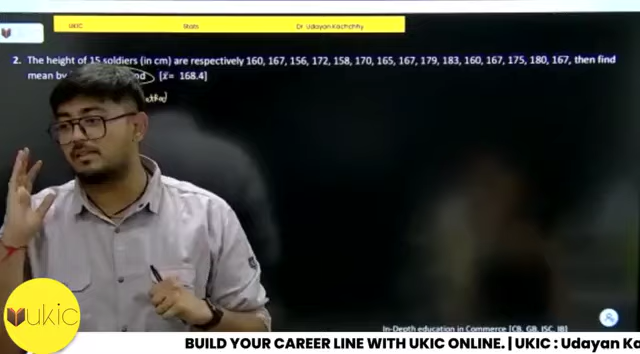 UKIC Stats Dr. Udayan Kachchhy
2. The height of 15 soldiers (in cm) are respectively 160, 167, 156, 172, 158, 170, 165, 167, 179, 183, 160, 167, 175, 180, 167, then find
mean by [x̄= 168.4]
ukic
In-Depth education in Commerce [CB, GB, ISC, IB]
BUILD YOUR CAREER LINE WITH UKIC ONLINE. | UKIC : Udayan Ka